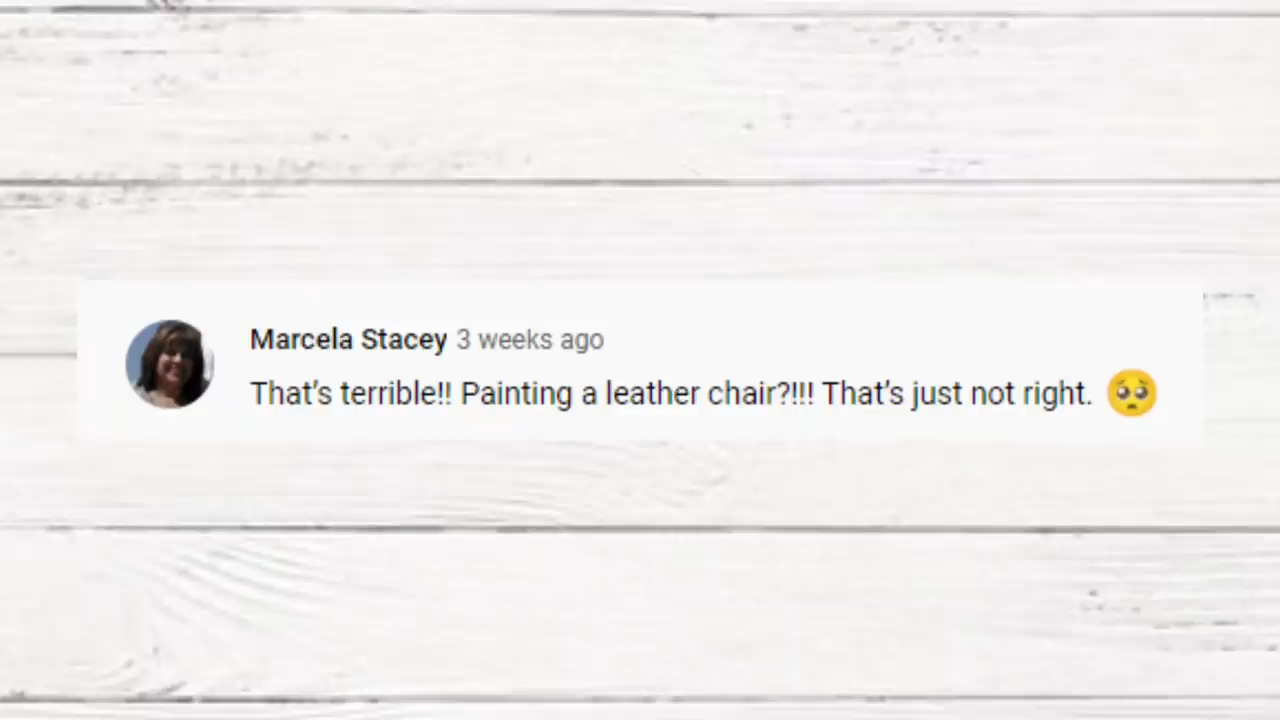 Marcela Stacey 3 weeks ago
That's terrible!! Painting a leather chair?!!! That's just not right. 🥺